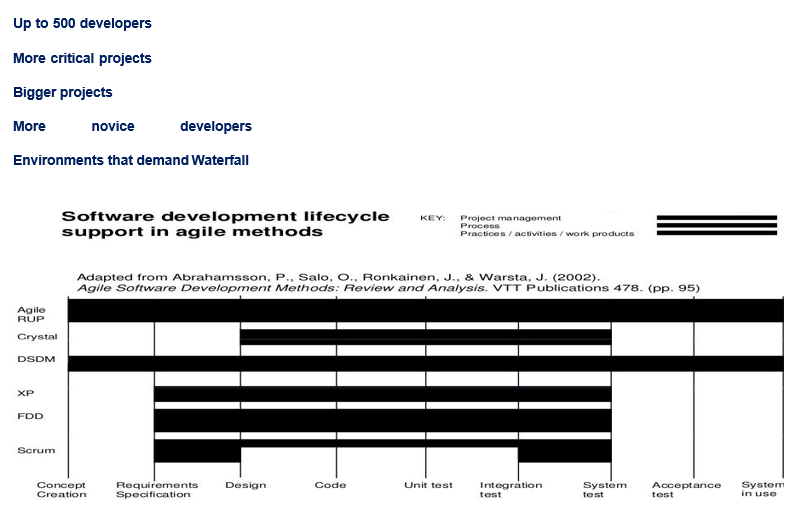 Up to 500 developers
More critical projects
Bigger projects
More novice developers
Environments that demand Waterfall
Software development lifecycle
support in agile methods
KEY: Project management
Process
Practices / activities / work products
Adapted from Abrahamsson, P., Salo, O., Ronkainen, J., & Warsta, J. (2002).
Agile Software Development Methods: Review and Analysis. VTT Publications 478. (pp. 95)
Agile
RUP
Crystal
DSDM
XP
FDD
Scrum
Concept
Creation
Requirements
Specification
Design
Code
Unit test
Integration
test
System
test
Acceptance
test
System
in use